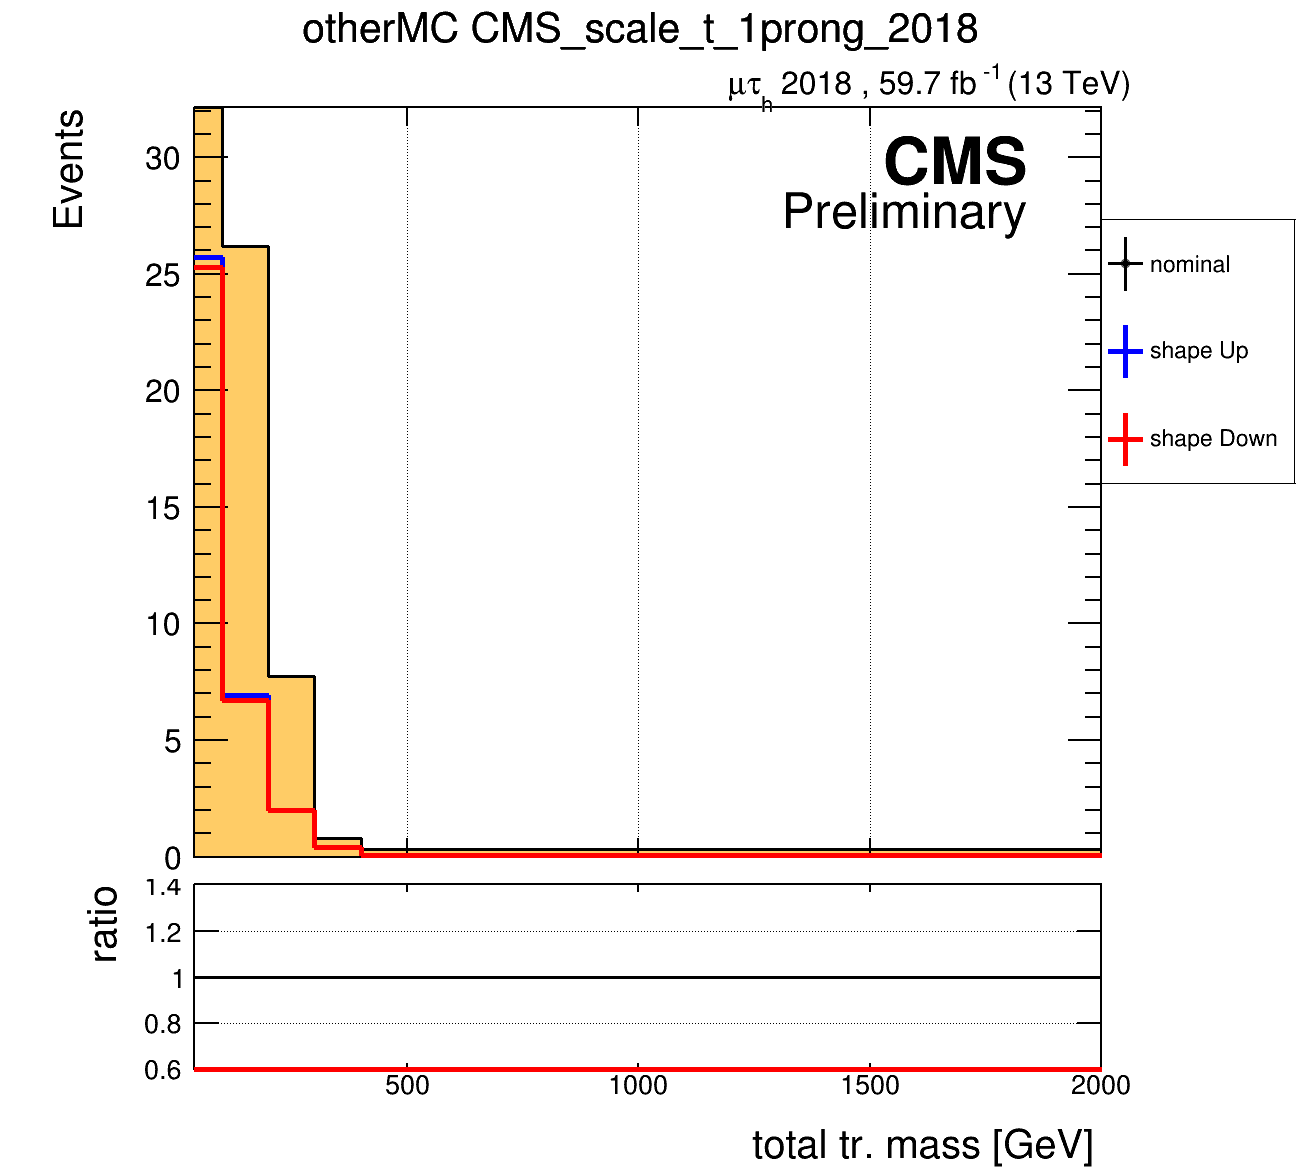 otherMC CMS_scale_t_1prong_2018
μτh 2018 , 59.7 fb-1 (13 TeV)
Events
CMS
Preliminary
30
25
20
15
10
5
0
nominal
shape Up
shape Down
ratio
1.4
1.2
1
0.8
0.6
500 1000 1500 2000
total tr. mass [GeV]